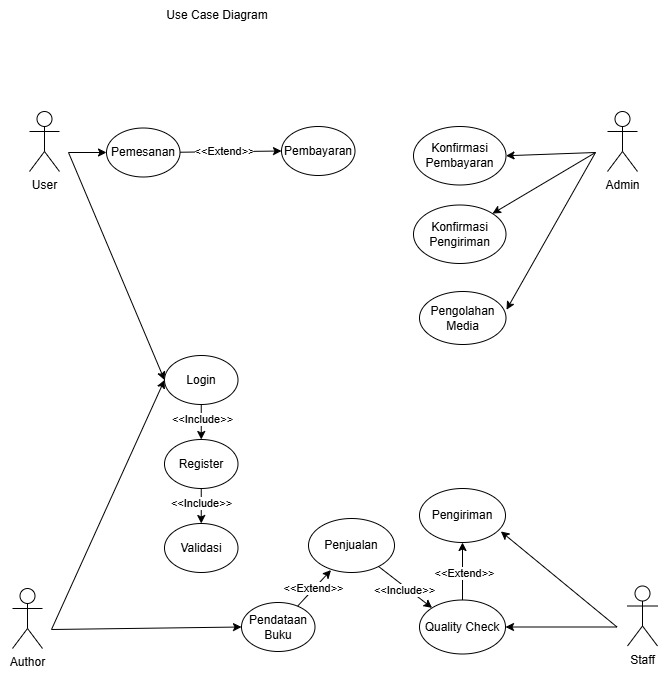 Use Case Diagram
User
Pemesanan
<<Extend>>
Pembayaran
Konfirmasi
Pembayaran
Admin
Konfirmasi
Pengiriman
Pengolahan
Media
Login
<<Include>>
Register
<<Include>>
Validasi
Pengiriman
Penjualan
<<Extend>>
<<Extend>>
<<Include>>
Pendataan
Buku
Quality Check
Author
Staff